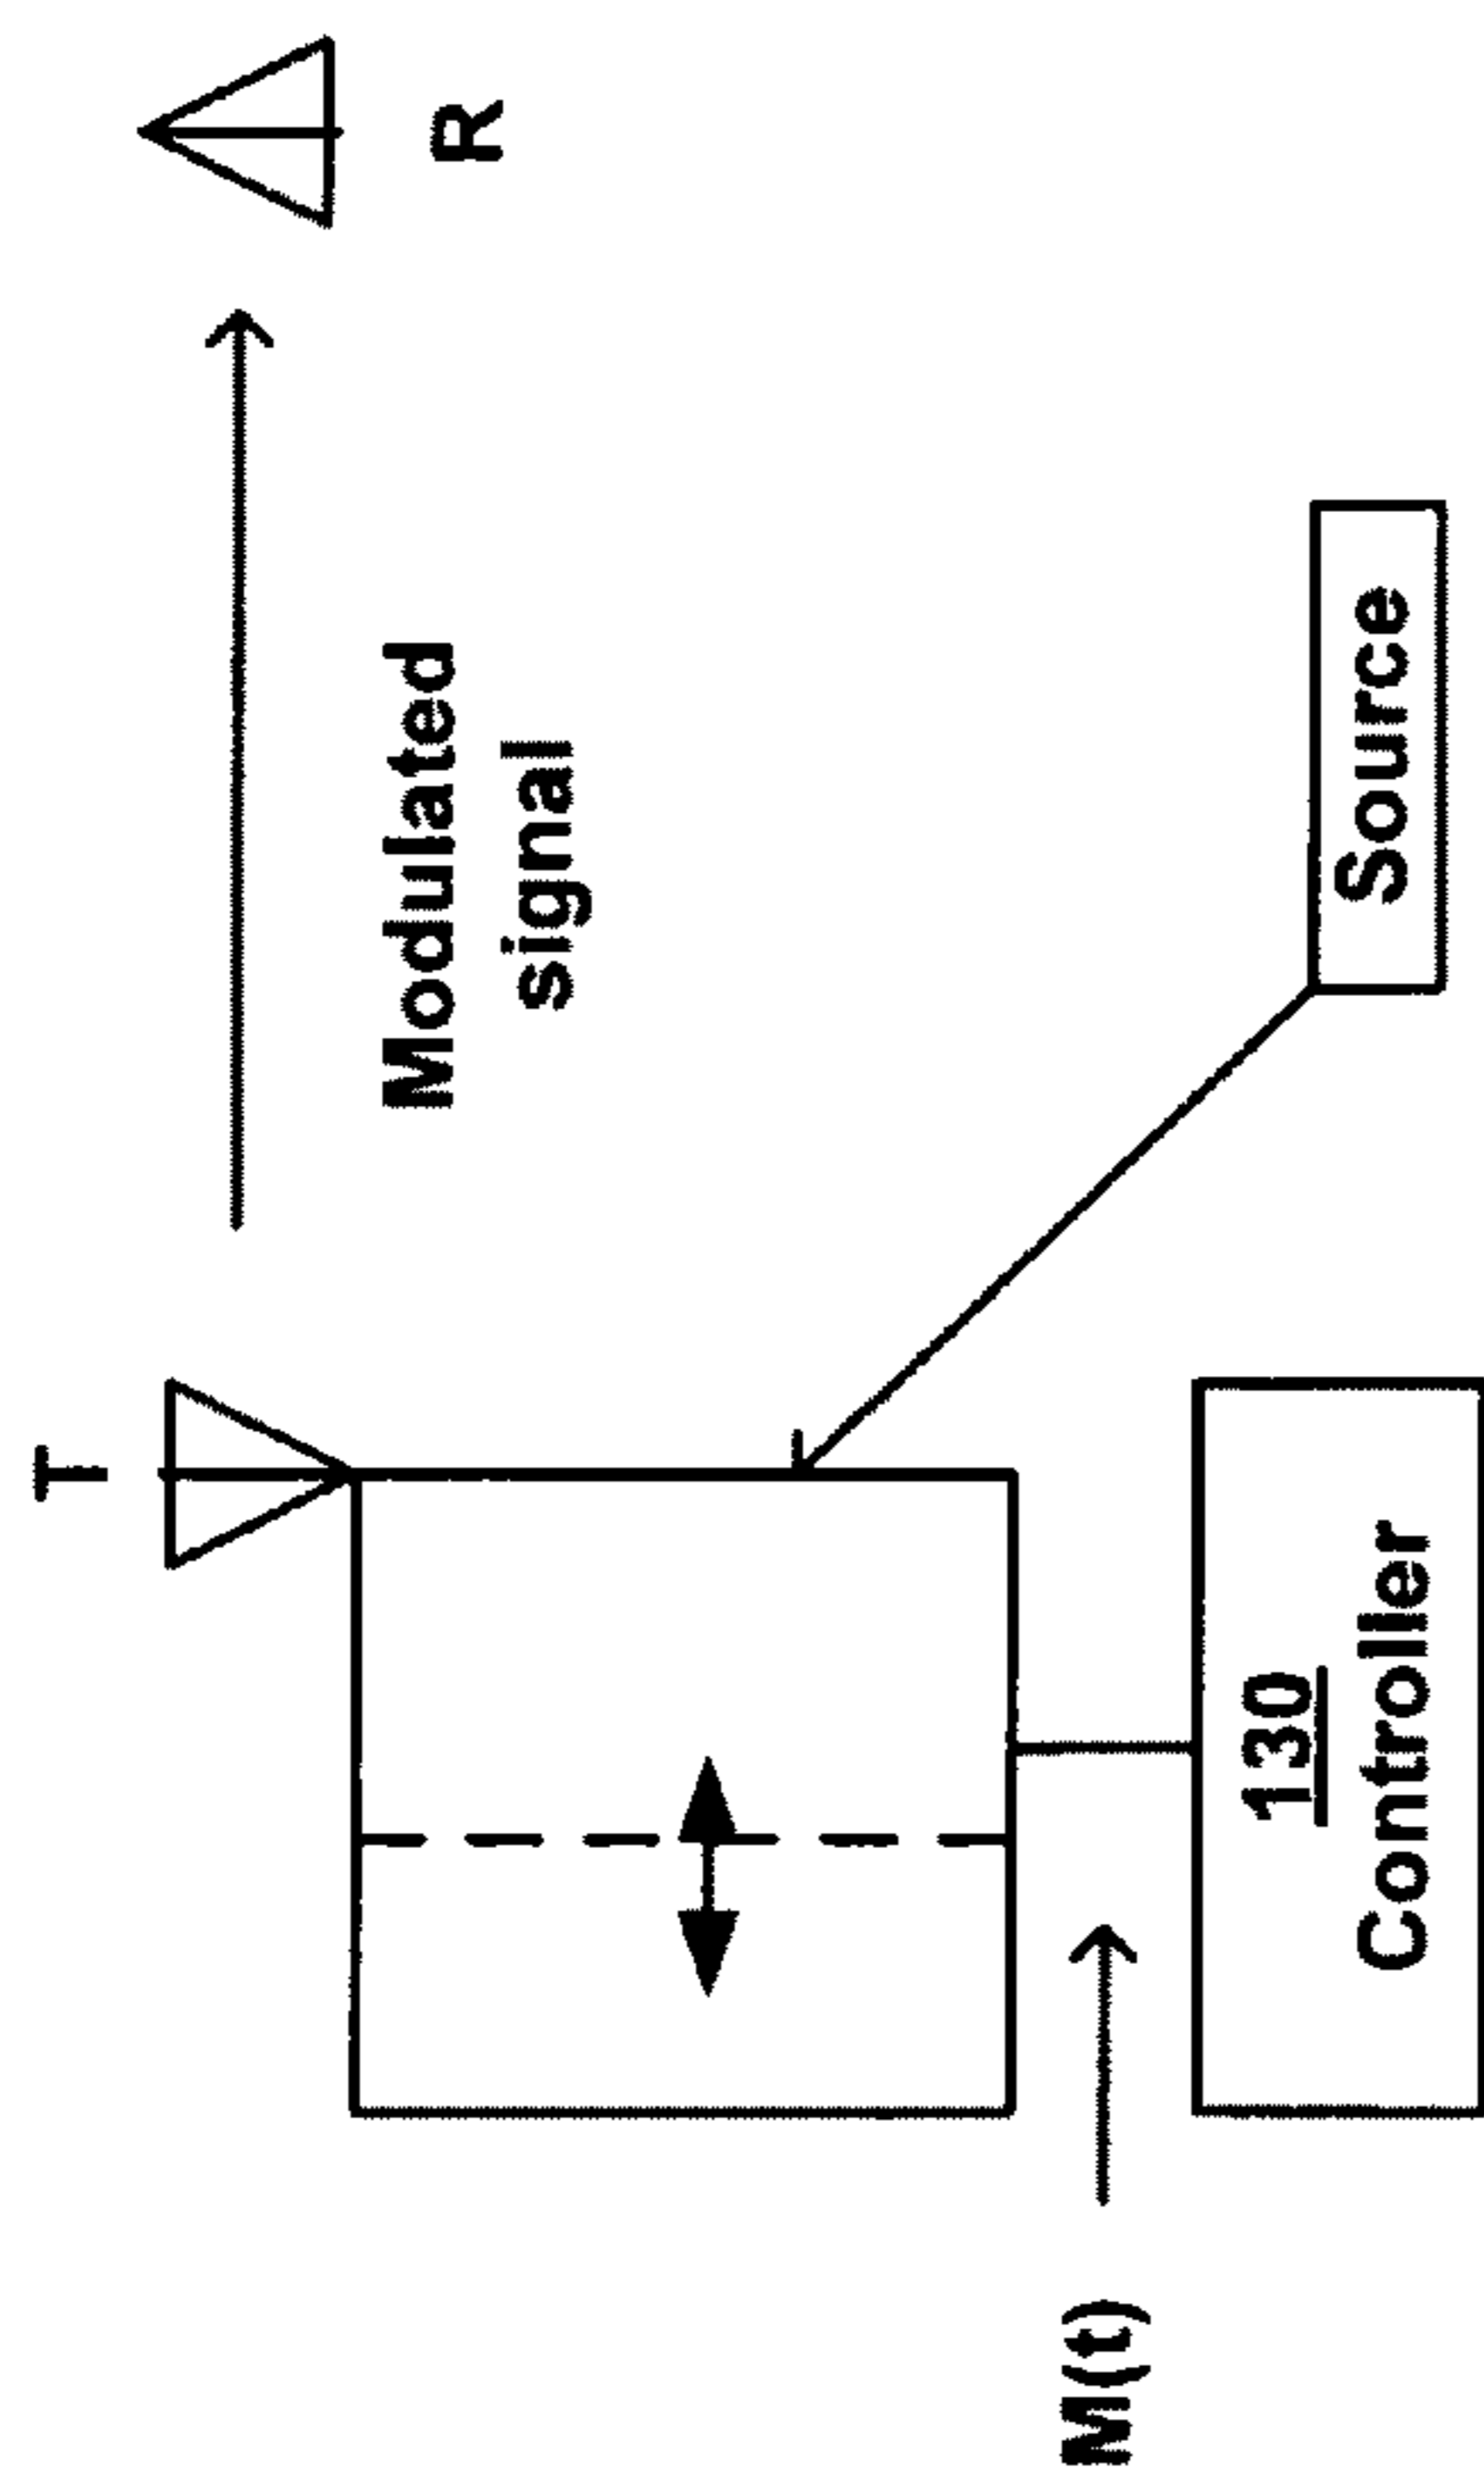 T
R
Modulated
signal
M(t)
130
Controller
Source